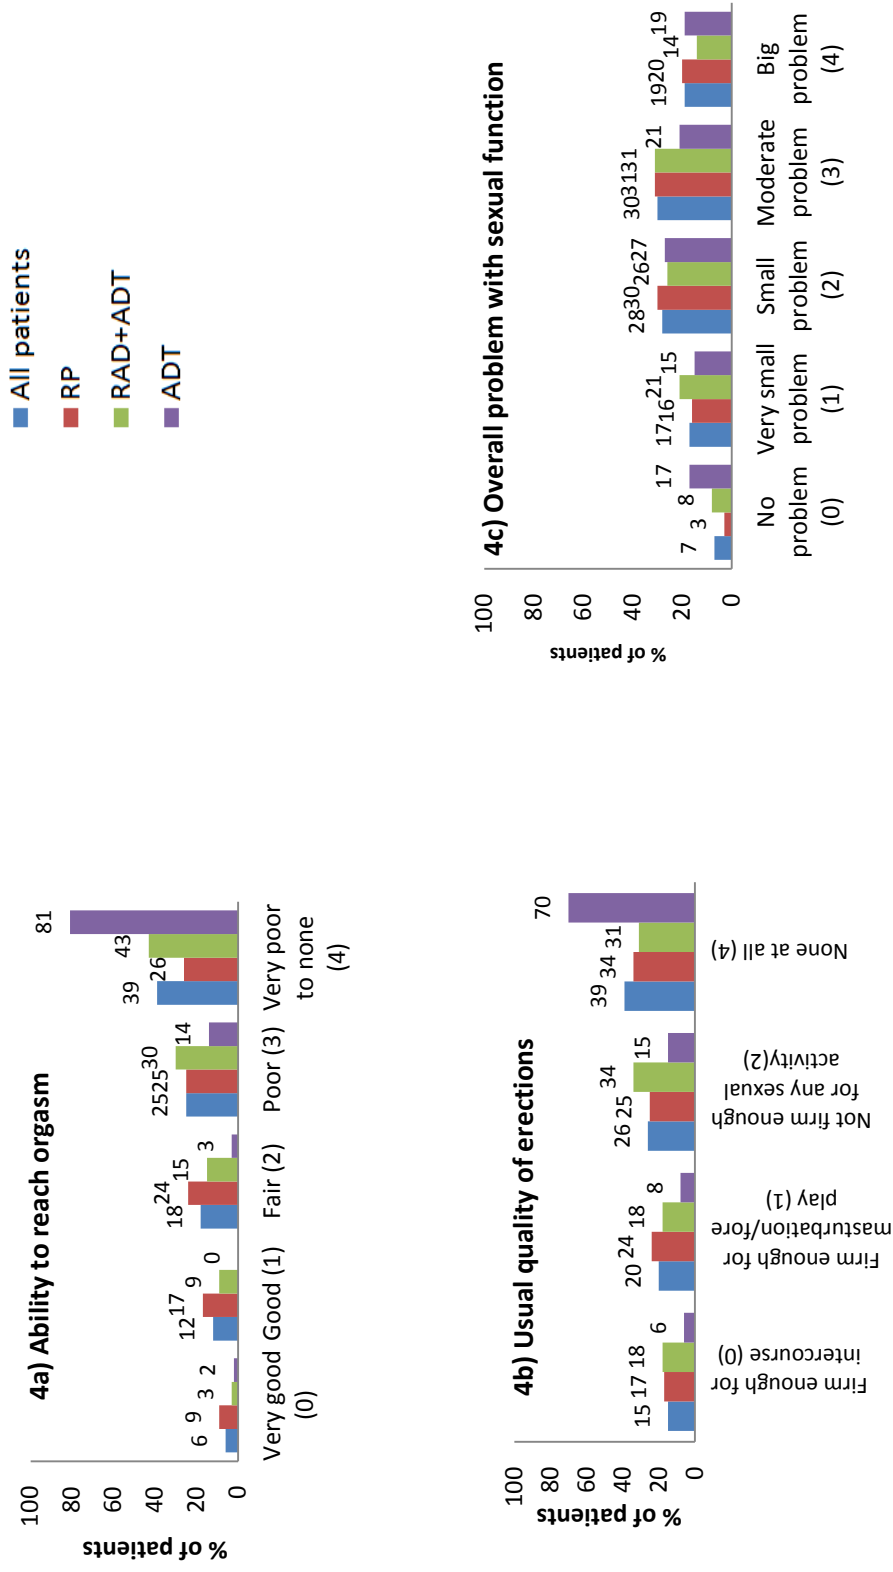 All patients
RP
RAD+ADT
ADT
4a) Ability to reach orgasm
% of patients
100
80
60
40
20
0
6 9 3 2
12 17 9 0
18 24 15 3
25 25 30 14
39 26 43 81
Very good (0)
Good (1)
Fair (2)
Poor (3)
Very poor
to none
(4)
4b) Usual quality of erections
% of patients
100
80
60
40
20
0
15 17 18 6
20 24 18 8
26 25 34 15
39 34 31 70
Firm enough for
intercourse (0)
Firm enough for
masturbation/fore
play (1)
Not firm enough
for any sexual
activity(2)
None at all (4)
4c) Overall problem with sexual function
% of patients
100
80
60
40
20
0
7 3 8 17
17 16 21 15
28 30 26 27
30 31 31 21
19 20 14 19
No
problem
(0)
Very small
problem
(1)
Small
problem
(2)
Moderate
problem
(3)
Big
problem
(4)